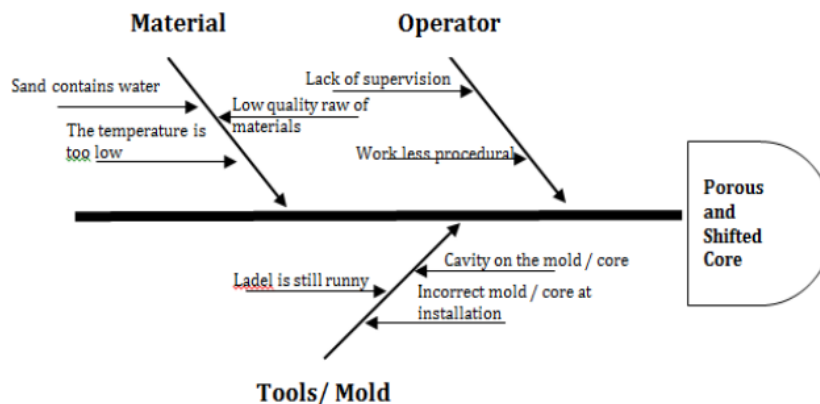 Material
Operator
Sand contains water
Low quality raw of
materials
The temperature is
too low
Lack of supervision
Work less procedural
Porous
and
Shifted
Core
Ladel is still runny
Cavity on the mold / core
Incorrect mold / core at
installation
Tools/ Mold